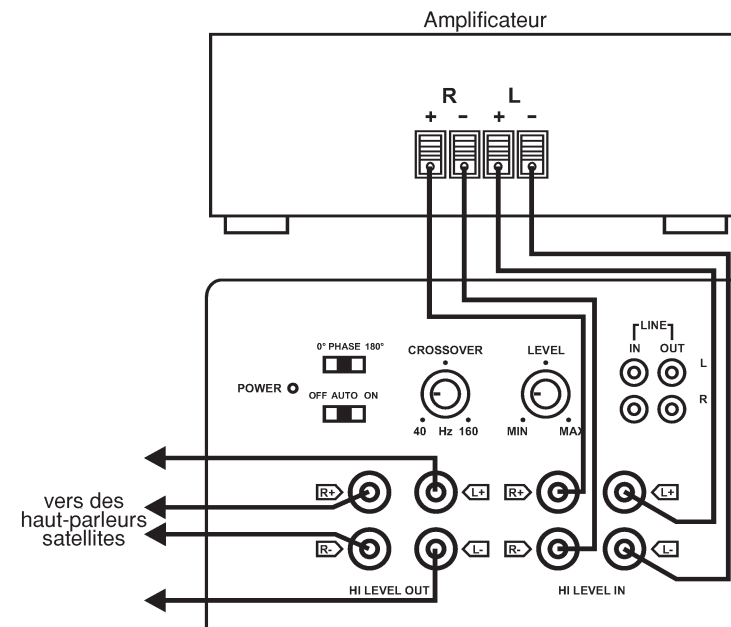 Amplificateur
R L
+ − + −
LINE
IN OUT
0° PHASE 180° CROSSOVER LEVEL
L
POWER OFF AUTO ON
R
40 Hz 160 MIN MAX
R+ L+ R+ L+
vers des
haut-parleurs
satellites
R- L- R- L-
HI LEVEL OUT HI LEVEL IN